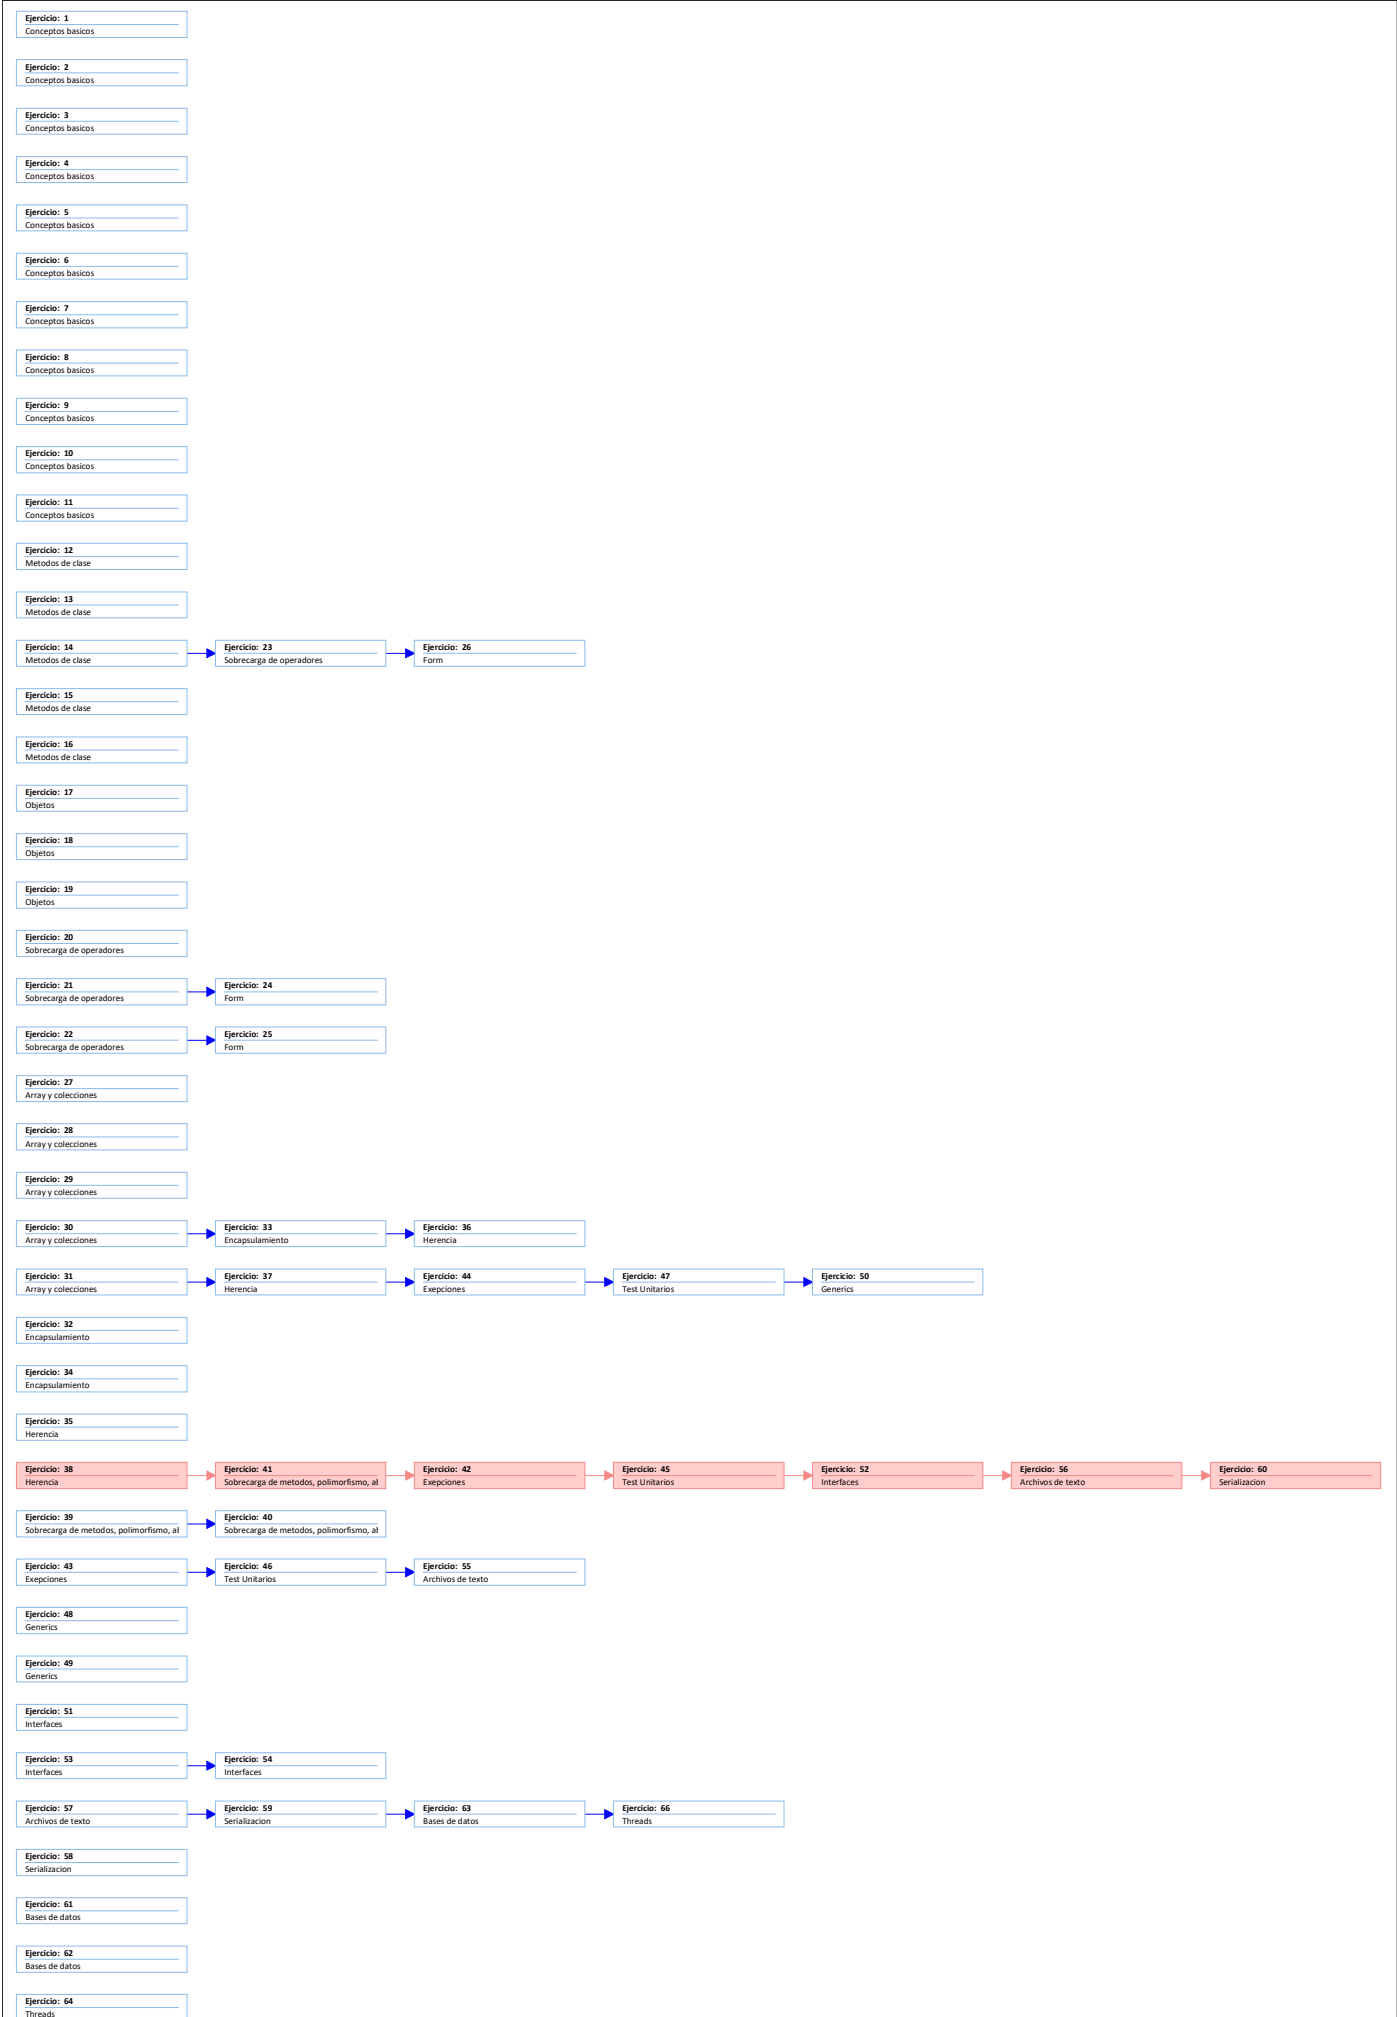 Ejercicio: 1
Conceptos basicos
Ejercicio: 2
Conceptos basicos
Ejercicio: 3
Conceptos basicos
Ejercicio: 4
Conceptos basicos
Ejercicio: 5
Conceptos basicos
Ejercicio: 6
Conceptos basicos
Ejercicio: 7
Conceptos basicos
Ejercicio: 8
Conceptos basicos
Ejercicio: 9
Conceptos basicos
Ejercicio: 10
Conceptos basicos
Ejercicio: 11
Conceptos basicos
Ejercicio: 12
Metodos de clase
Ejercicio: 13
Metodos de clase
Ejercicio: 14
Metodos de clase
Ejercicio: 23
Sobrecarga de operadores
Ejercicio: 26
Form
Ejercicio: 15
Metodos de clase
Ejercicio: 16
Metodos de clase
Ejercicio: 17
Objetos
Ejercicio: 18
Objetos
Ejercicio: 19
Objetos
Ejercicio: 20
Sobrecarga de operadores
Ejercicio: 21
Sobrecarga de operadores
Ejercicio: 24
Form
Ejercicio: 22
Sobrecarga de operadores
Ejercicio: 25
Form
Ejercicio: 27
Array y colecciones
Ejercicio: 28
Array y colecciones
Ejercicio: 29
Array y colecciones
Ejercicio: 30
Array y colecciones
Ejercicio: 33
Encapsulamiento
Ejercicio: 36
Herencia
Ejercicio: 31
Array y colecciones
Ejercicio: 37
Herencia
Ejercicio: 44
Exepciones
Ejercicio: 47
Test Unitarios
Ejercicio: 50
Generics
Ejercicio: 32
Encapsulamiento
Ejercicio: 34
Encapsulamiento
Ejercicio: 35
Herencia
Ejercicio: 38
Herencia
Ejercicio: 41
Sobrecarga de metodos, polimorfismo, al
Ejercicio: 42
Exepciones
Ejercicio: 45
Test Unitarios
Ejercicio: 52
Interfaces
Ejercicio: 56
Archivos de texto
Ejercicio: 60
Serializacion
Ejercicio: 39
Sobrecarga de metodos, polimorfismo, al
Ejercicio: 40
Sobrecarga de metodos, polimorfismo, al
Ejercicio: 43
Exepciones
Ejercicio: 46
Test Unitarios
Ejercicio: 55
Archivos de texto
Ejercicio: 48
Generics
Ejercicio: 49
Generics
Ejercicio: 51
Interfaces
Ejercicio: 53
Interfaces
Ejercicio: 54
Interfaces
Ejercicio: 57
Archivos de texto
Ejercicio: 59
Serializacion
Ejercicio: 63
Bases de datos
Ejercicio: 66
Threads
Ejercicio: 58
Serializacion
Ejercicio: 61
Bases de datos
Ejercicio: 62
Bases de datos
Ejercicio: 64
Threads